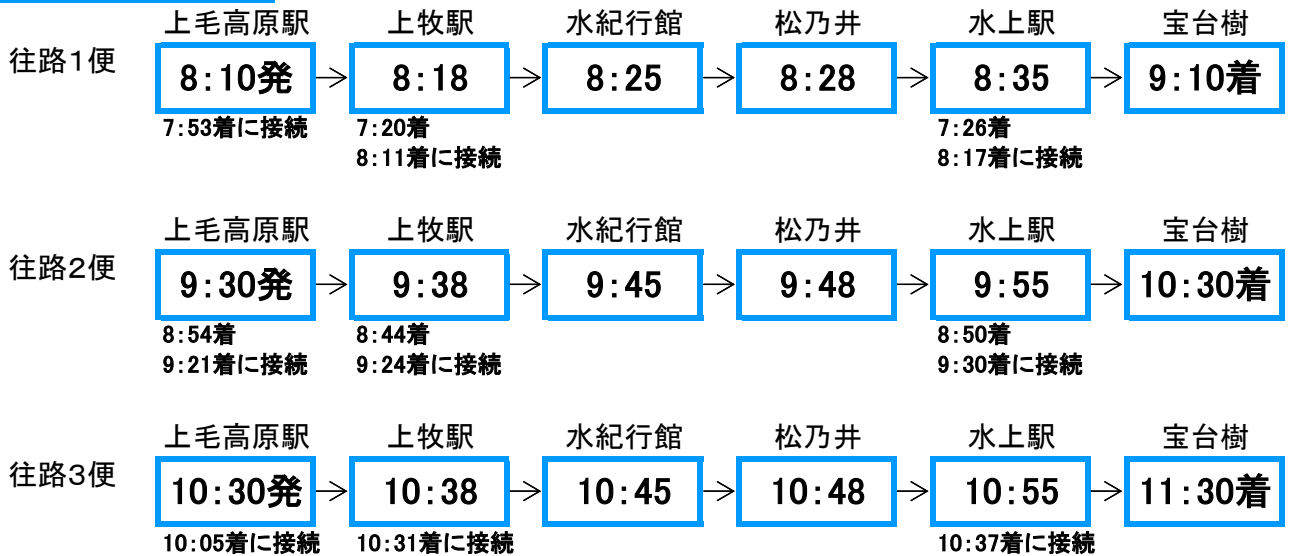 上毛高原駅 上牧駅 水紀行館 松乃井 水上駅 宝台樹
往路1便 8:10発 → 8:18 → 8:25 → 8:28 → 8:35 → 9:10着
7:53着に接続 7:20着 7:26着
8:11着に接続 8:17着に接続
上毛高原駅 上牧駅 水紀行館 松乃井 水上駅 宝台樹
往路2便 9:30発 → 9:38 → 9:45 → 9:48 → 9:55 → 10:30着
8:54着 8:44着 8:50着
9:21着に接続 9:24着に接続 9:30着に接続
上毛高原駅 上牧駅 水紀行館 松乃井 水上駅 宝台樹
往路3便 10:30発 → 10:38 → 10:45 → 10:48 → 10:55 → 11:30着
10:05着に接続 10:31着に接続 10:37着に接続